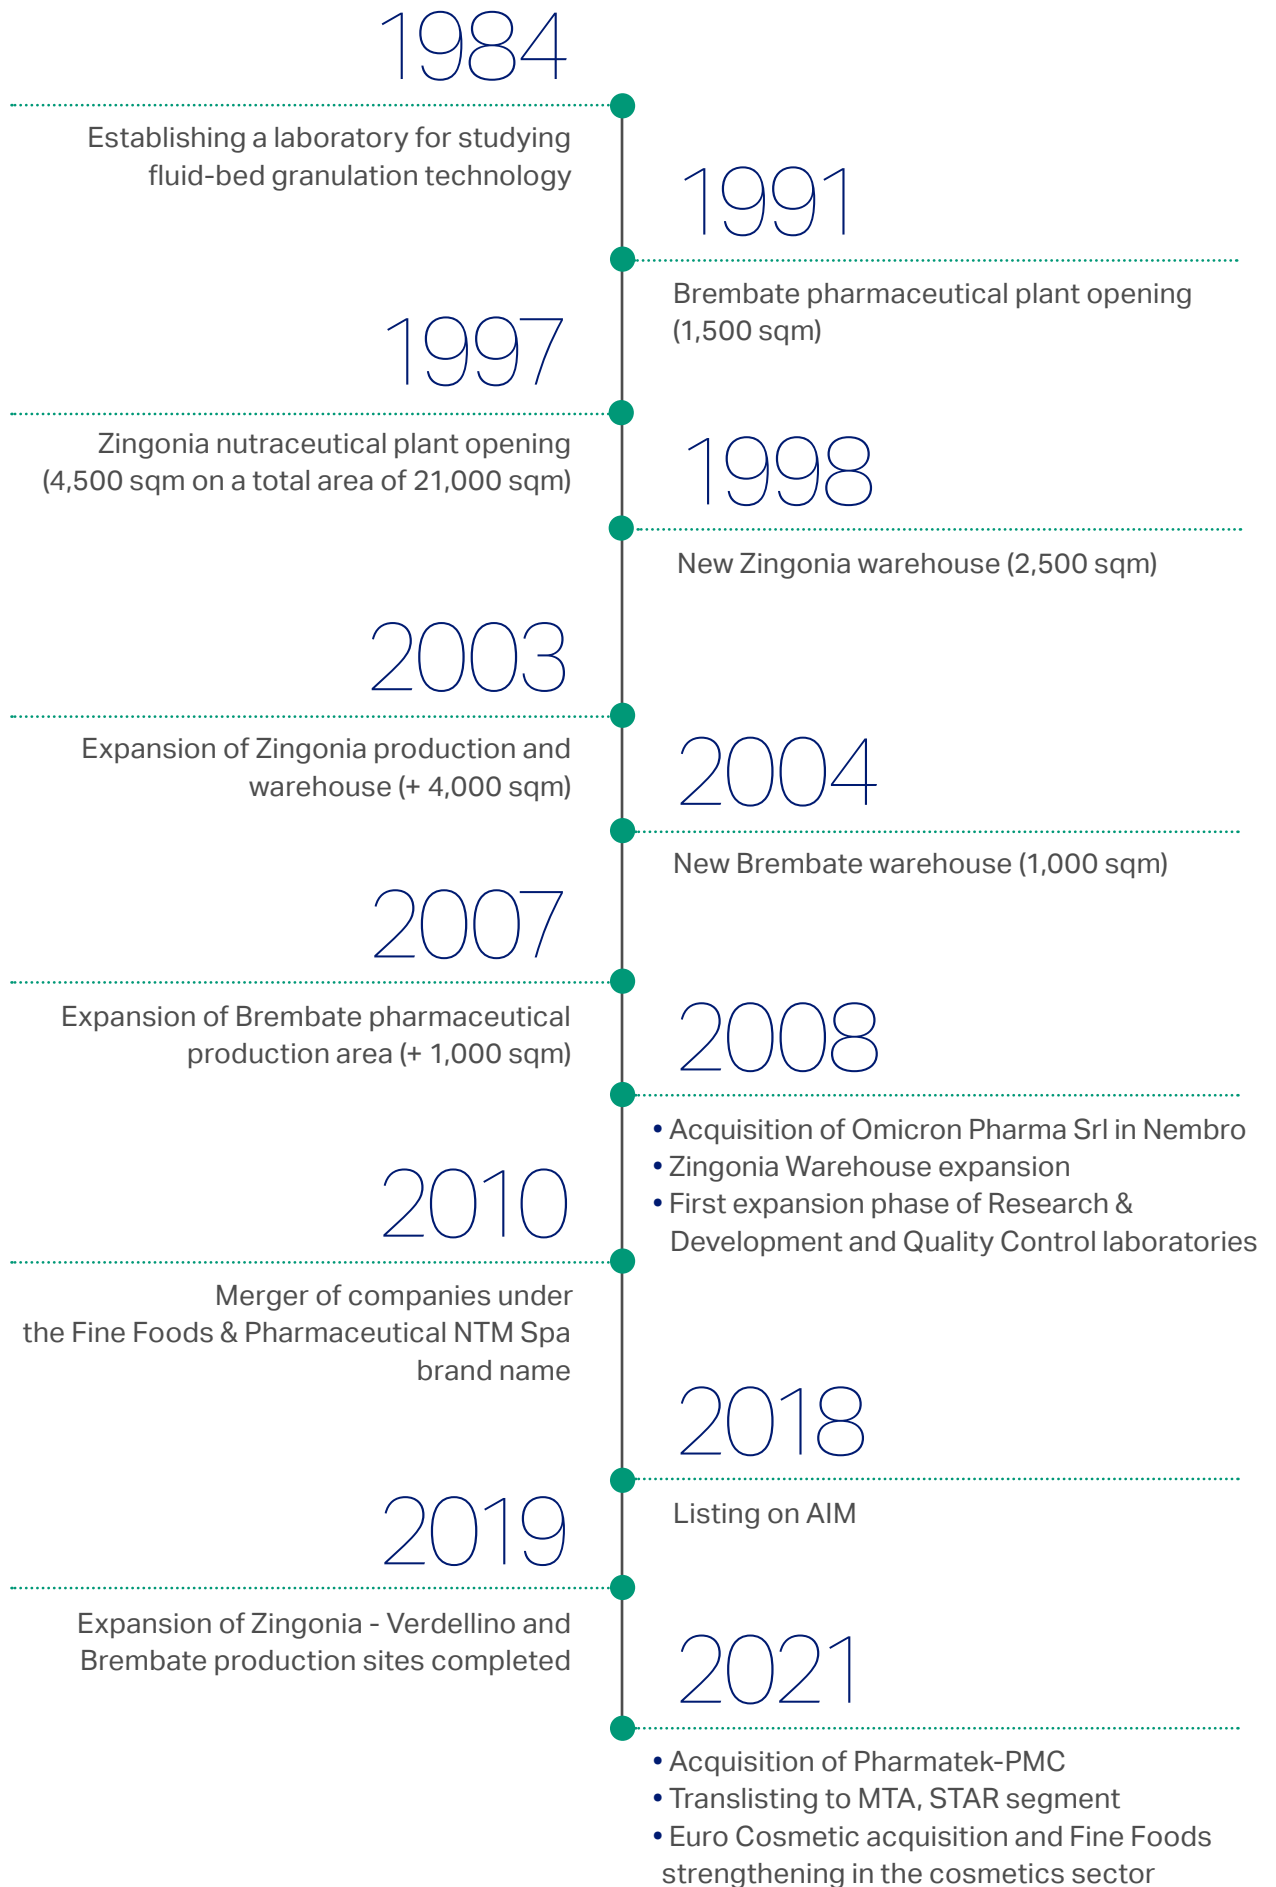 1984
Establishing a laboratory for studying
fluid-bed granulation technology
1991
Brembate pharmaceutical plant opening
(1,500 sqm)
1997
Zingonia nutraceutical plant opening
(4,500 sqm on a total area of 21,000 sqm)
1998
New Zingonia warehouse (2,500 sqm)
2003
Expansion of Zingonia production and
warehouse (+ 4,000 sqm)
2004
New Brembate warehouse (1,000 sqm)
2007
Expansion of Brembate pharmaceutical
production area (+ 1,000 sqm)
2008
• Acquisition of Omicron Pharma Srl in Nembro
• Zingonia Warehouse expansion
• First expansion phase of Research &
Development and Quality Control laboratories
2010
Merger of companies under
the Fine Foods & Pharmaceutical NTM Spa
brand name
2018
Listing on AIM
2019
Expansion of Zingonia - Verdellino and
Brembate production sites completed
2021
• Acquisition of Pharmatek-PMC
• Translisting to MTA, STAR segment
• Euro Cosmetic acquisition and Fine Foods
strengthening in the cosmetics sector